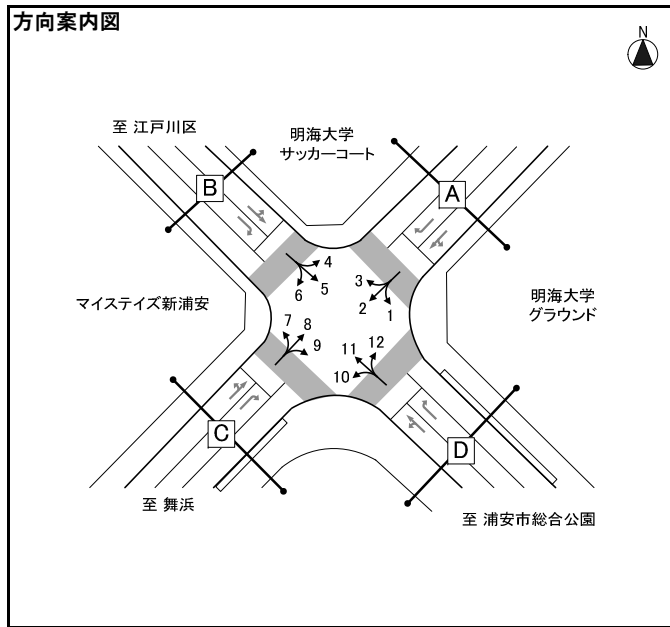 方向案内図
N
至 江戸川区
明海大学
サッカーコート
B
A
4
5
6
3
2
1
マイステイズ新浦安
明海大学
グラウンド
7
8
9
11
12
10
C
D
至 舞浜
至 浦安市総合公園